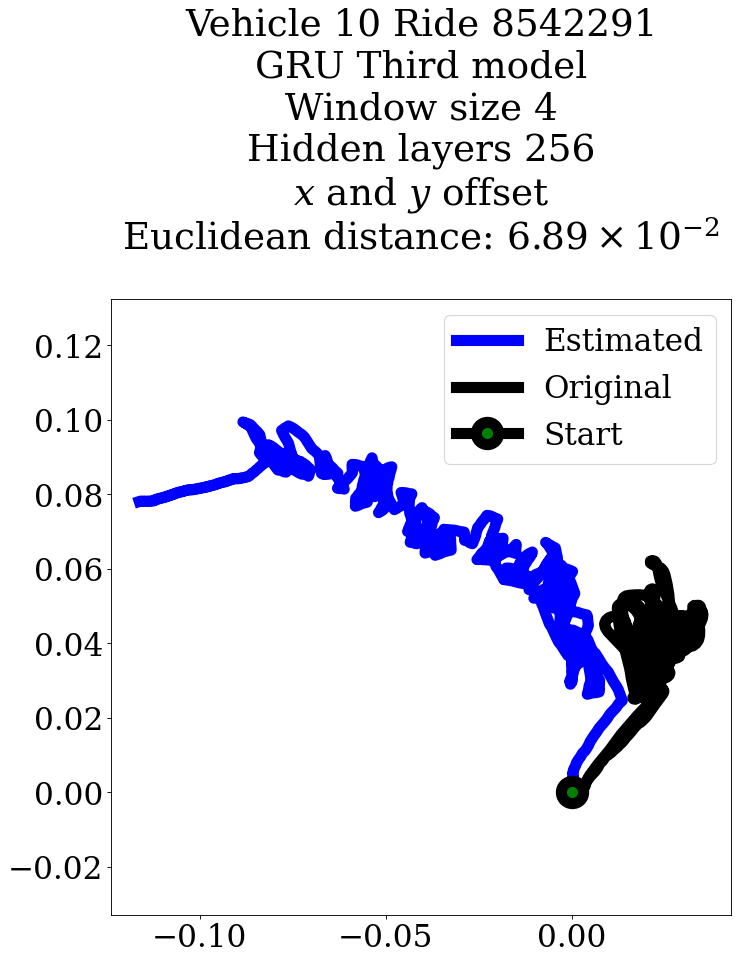 Vehicle 10 Ride 8542291
GRU Third model
Window size 4
Hidden layers 256
x and y offset
Euclidean distance: 6.89 × 10⁻²
Estimated
Original
Start
0.12
0.10
0.08
0.06
0.04
0.02
0.00
−0.02
−0.10
−0.05
0.00